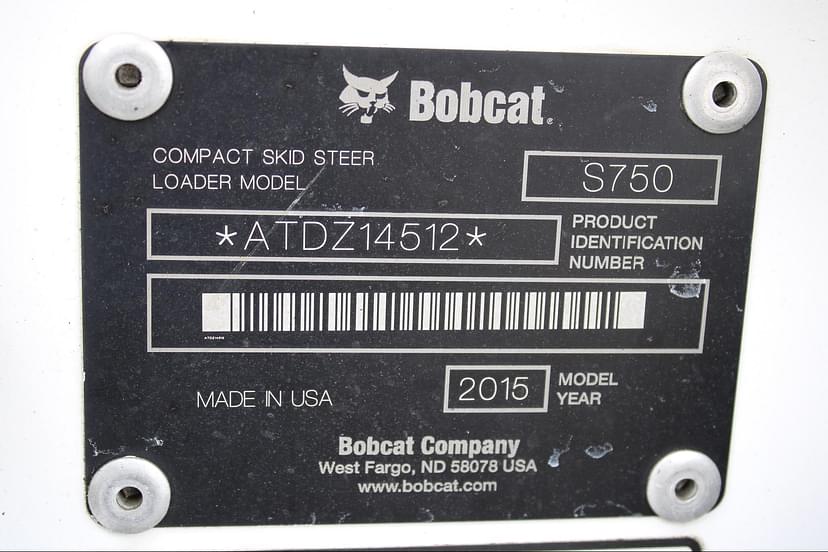 Bobcat®
COMPACT SKID STEER
LOADER MODEL
S750
*ATDZ14512*
PRODUCT
IDENTIFICATION
NUMBER
MADE IN USA
2015
MODEL
YEAR
Bobcat Company
West Fargo, ND 58078 USA
www.bobcat.com